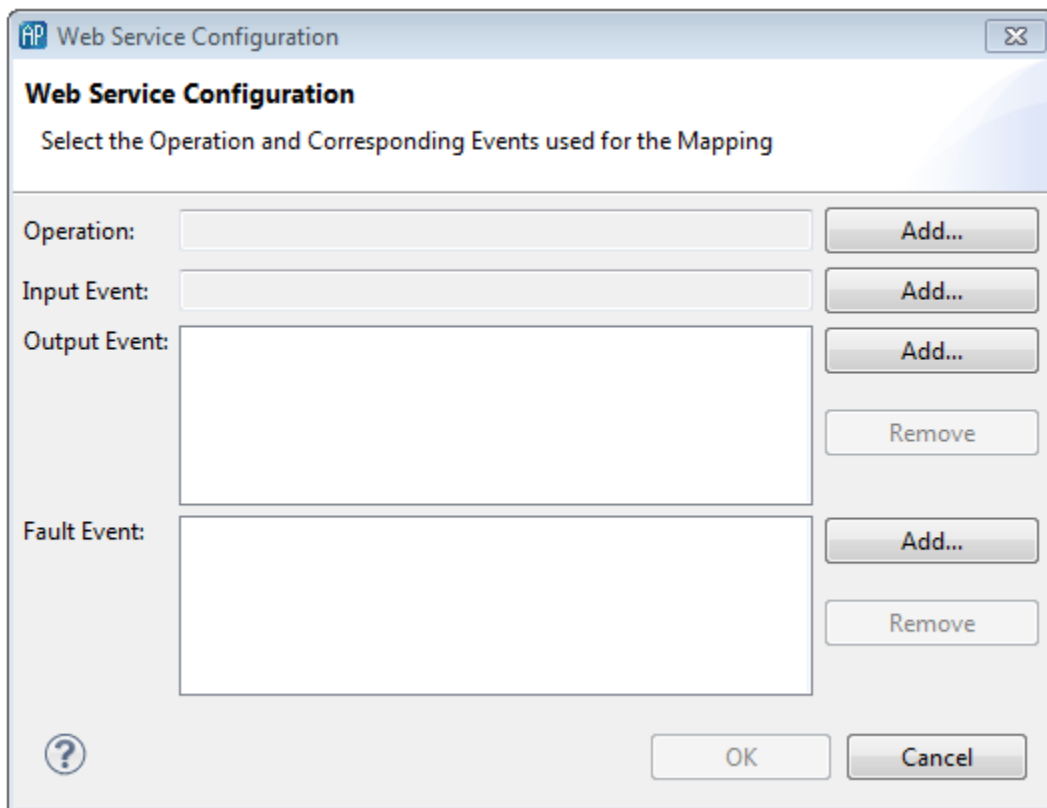 AP Web Service Configuration
Web Service Configuration
Select the Operation and Corresponding Events used for the Mapping
Operation: Add...
Input Event: Add...
Output Event: Add...
Remove
Fault Event: Add...
Remove
? OK Cancel